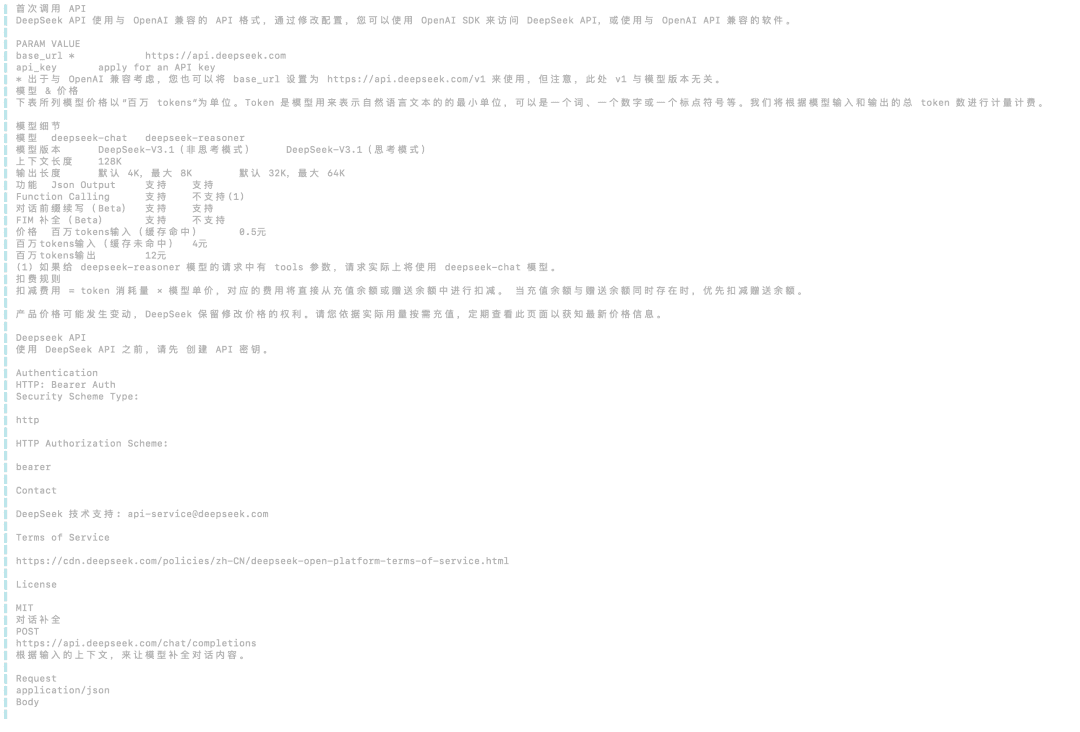 首次调用 API
DeepSeek API 使用与 OpenAI 兼容的 API 格式，通过修改配置，您可以使用 OpenAI SDK 来访问 DeepSeek API，或使用与 OpenAI API 兼容的软件。
PARAM VALUE
base_url * https://api.deepseek.com
api_key apply for an API key
* 出于与 OpenAI 兼容考虑，您也可以将 base_url 设置为 https://api.deepseek.com/v1 来使用，但注意，此处 v1 与模型版本无关。
模型 & 价格
下表所列模型价格以“百万 tokens”为单位。Token 是模型用来表示自然语言文本的的最小单位，可以是一个词、一个数字或一个标点符号等。我们将根据模型输入和输出的总 token 数进行计量计费。
模型细节
模型 deepseek-chat deepseek-reasoner
模型版本 DeepSeek-V3.1（非思考模式） DeepSeek-V3.1（思考模式）
上下文长度 128K
输出长度 默认 4K，最大 8K 默认 32K，最大 64K
功能 Json Output 支持 支持
Function Calling 支持 不支持(1)
对话前缀续写（Beta） 支持 支持
FIM 补全（Beta） 支持 不支持
价格 百万tokens输入（缓存命中） 0.5元
百万tokens输入（缓存未命中） 4元
百万tokens输出 12元
(1) 如果给 deepseek-reasoner 模型的请求中有 tools 参数，请求实际上将使用 deepseek-chat 模型。
扣费规则
扣减费用 = token 消耗量 × 模型单价，对应的费用将直接从充值余额或赠送余额中进行扣减。 当充值余额与赠送余额同时存在时，优先扣减赠送余额。
产品价格可能发生变动，DeepSeek 保留修改价格的权利。请您依据实际用量按需充值，定期查看此页面以获知最新价格信息。
Deepseek API
使用 DeepSeek API 之前，请先 创建 API 密钥。
Authentication
HTTP: Bearer Auth
Security Scheme Type:
http
HTTP Authorization Scheme:
bearer
Contact
DeepSeek 技术支持: api-service@deepseek.com
Terms of Service
https://cdn.deepseek.com/policies/zh-CN/deepseek-open-platform-terms-of-service.html
License
MIT
对话补全
POST
https://api.deepseek.com/chat/completions
根据输入的上下文，来让模型补全对话内容。
Request
application/json
Body